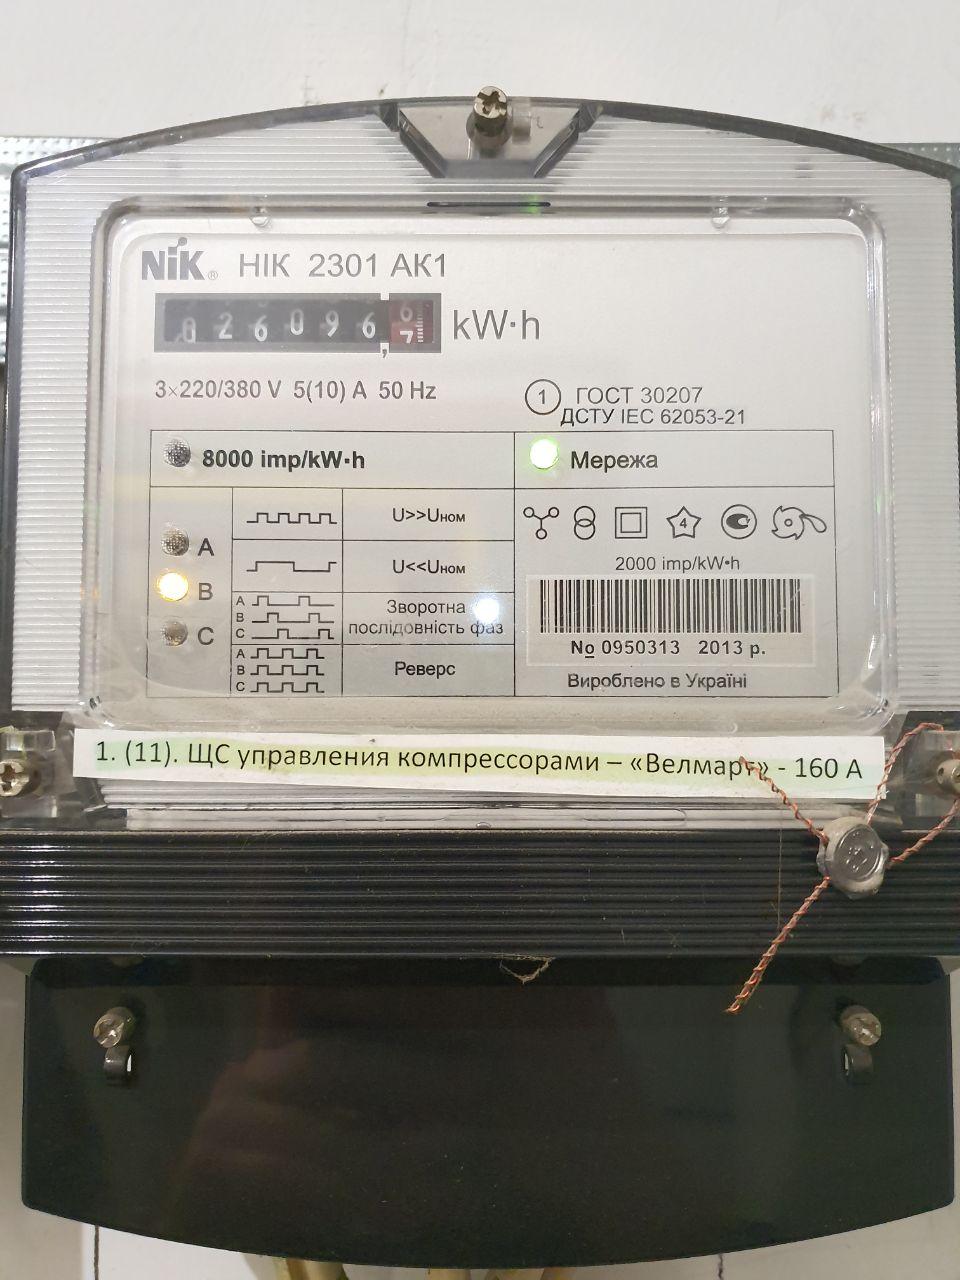 NiK® НІК 2301 АК1
026096 kW·h
3×220/380 V 5(10) A 50 Hz
1 ГОСТ 30207
ДСТУ IEC 62053-21
8000 imp/kW·h
Мережа
A
B
C
U>>Uном
U<<Uном
A
B
C
Зворотна
послідовність фаз
A
B
C
Реверс
4
2000 imp/kW·h
№ 0950313 2013 р.
Вироблено в Україні
1. (11). ЩС управления компрессорами – «Велмарт» - 160 А